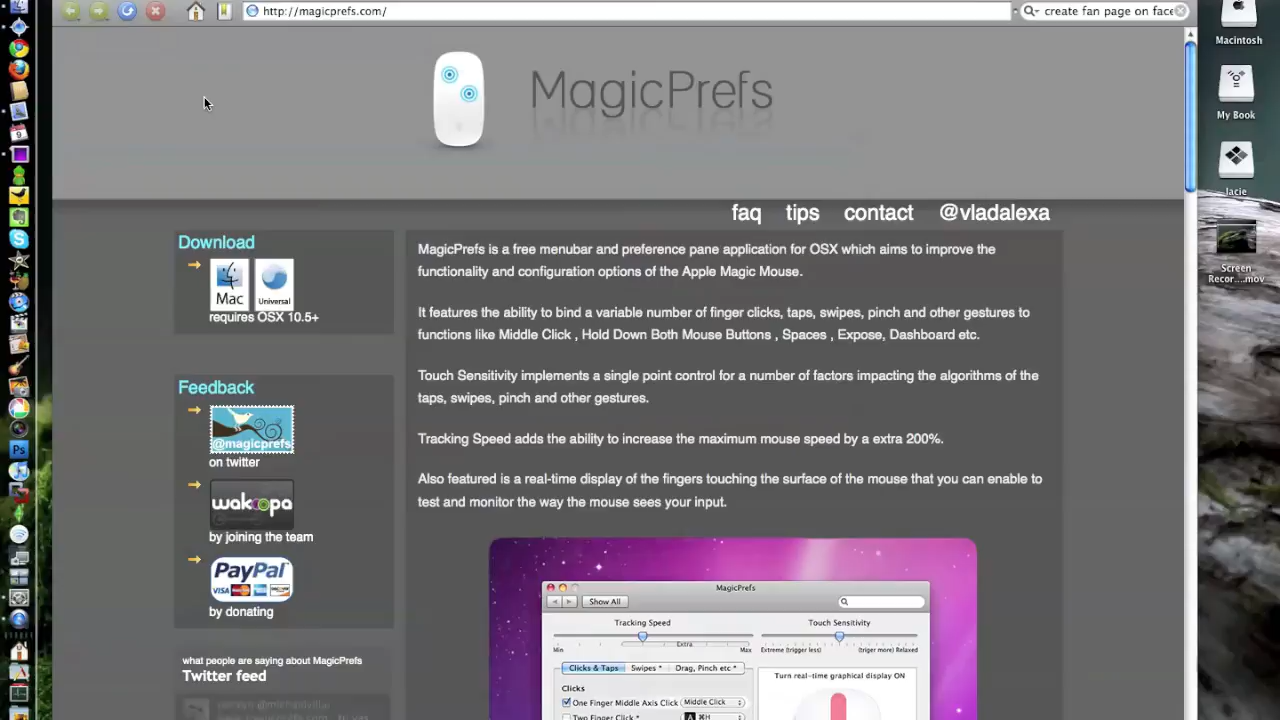 http://magicprefs.com/
create fan page on face
Macintosh
My Book
lacie
Screen
Recor....mov
MagicPrefs
faq tips contact @vladalexa
Download
Mac
Universal
requires OSX 10.5+
Feedback
@magicprefs
on twitter
wakoopa
by joining the team
PayPal
VISA
by donating
what people are saying about MagicPrefs
Twitter feed
MagicPrefs is a free menubar and preference pane application for OSX which aims to improve the
functionality and configuration options of the Apple Magic Mouse.
It features the ability to bind a variable number of finger clicks, taps, swipes, pinch and other gestures to
functions like Middle Click , Hold Down Both Mouse Buttons , Spaces , Expose, Dashboard etc.
Touch Sensitivity implements a single point control for a number of factors impacting the algorithms of the
taps, swipes, pinch and other gestures.
Tracking Speed adds the ability to increase the maximum mouse speed by a extra 200%.
Also featured is a real-time display of the fingers touching the surface of the mouse that you can enable to
test and monitor the way the mouse sees your input.
MagicPrefs
Show All
Tracking Speed
Touch Sensitivity
Min Extra Max
Extreme (trigger less) (triger more) Relaxed
Clicks & Taps Swipes * Drag, Pinch etc *
Turn real-time graphical display ON
Clicks
One Finger Middle Axis Click Middle Click
Two Finger Click * A ⌘H
9
Ps